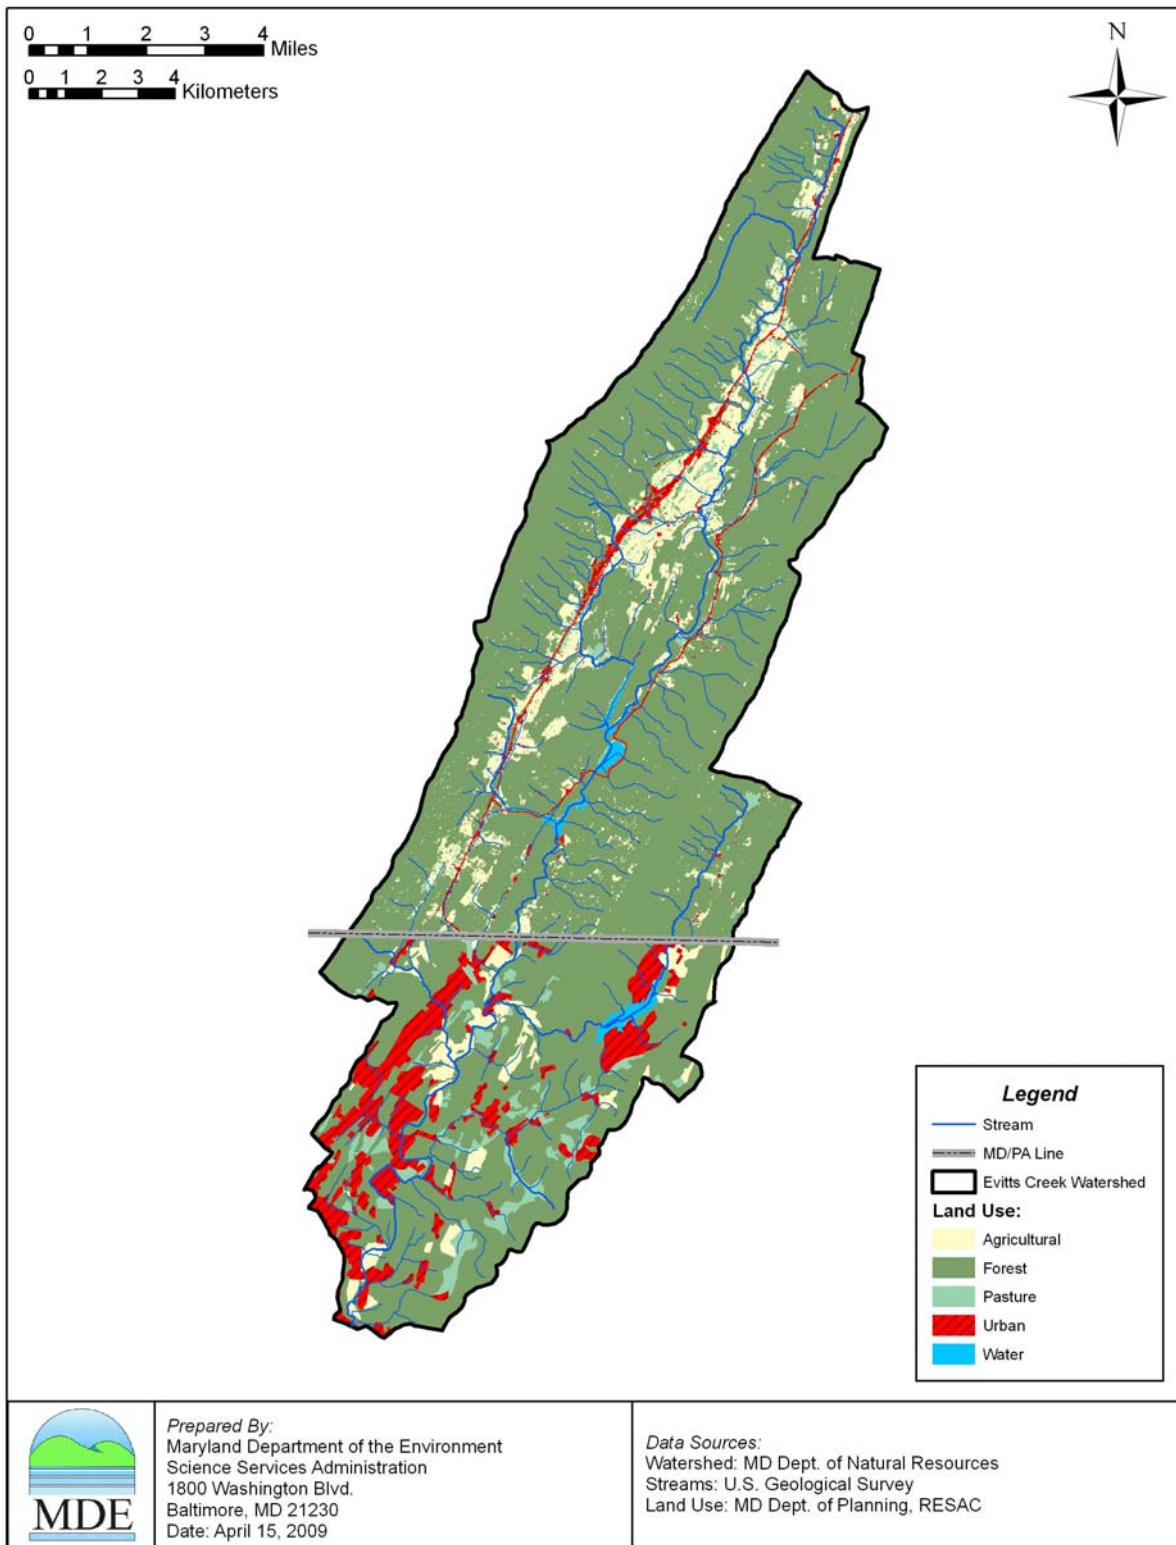 0 1 2 3 4
Miles
0 1 2 3 4
Kilometers
N
Legend
Stream
MD/PA Line
Evitts Creek Watershed
Land Use:
Agricultural
Forest
Pasture
Urban
Water
MDE
Prepared By:
Maryland Department of the Environment
Science Services Administration
1800 Washington Blvd.
Baltimore, MD 21230
Date: April 15, 2009
Data Sources:
Watershed: MD Dept. of Natural Resources
Streams: U.S. Geological Survey
Land Use: MD Dept. of Planning, RESAC